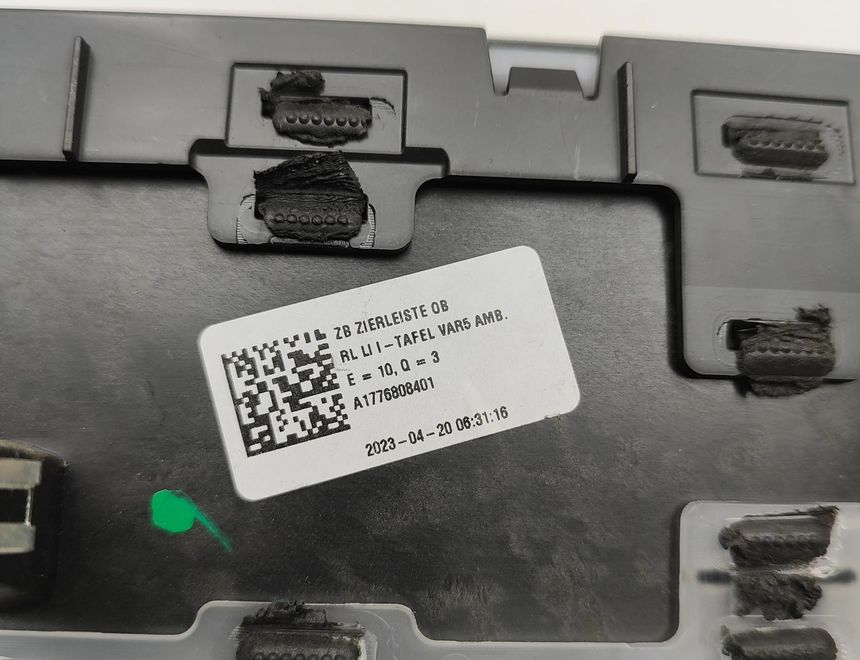 ZB ZIERLEISTE OB
RL LI I-TAFEL VAR5 AMB.
E = 10, Q = 3
A1776808401
2023-04-20 06:31:16